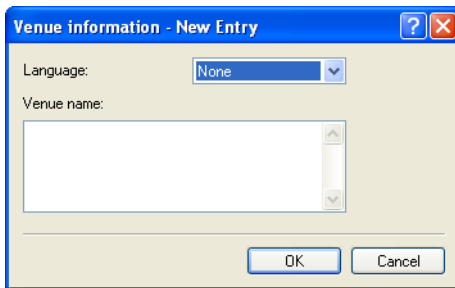 Venue information - New Entry
Language: None
Venue name:
OK Cancel